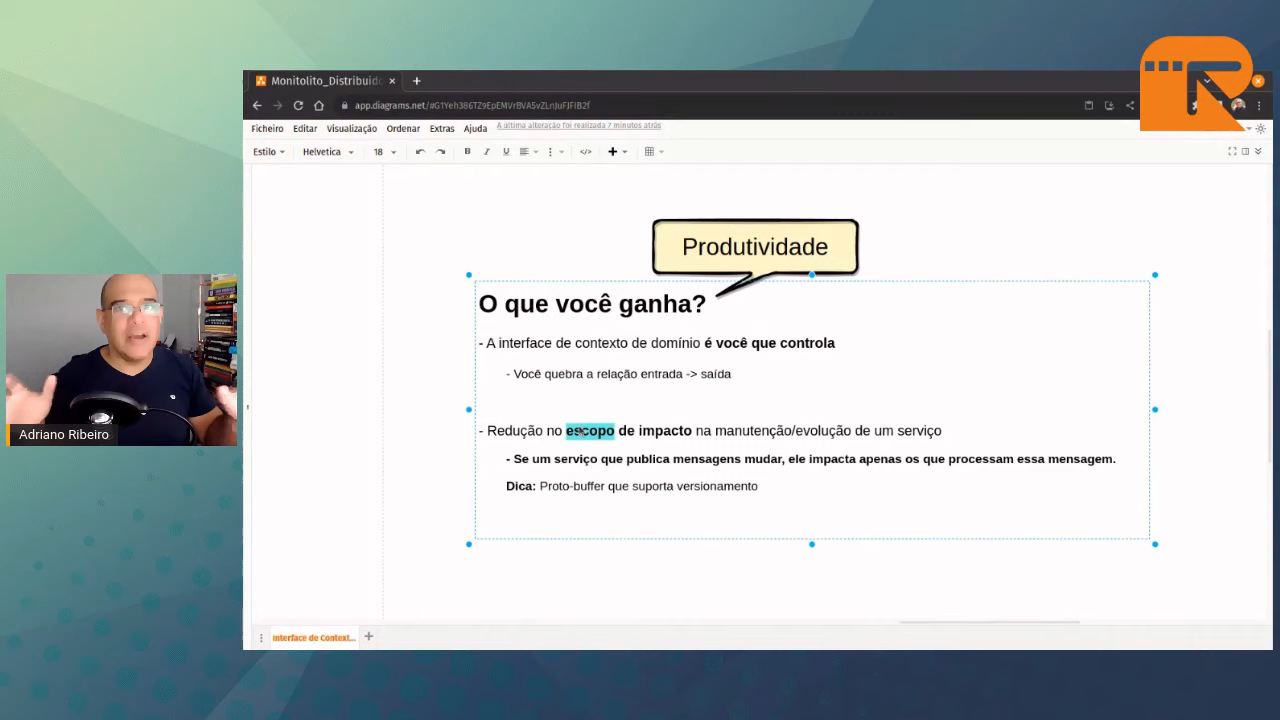 Monitolito_Distribuido
app.diagrams.net/#G1Yeh386TZ9EpEMVrBVA5vZLnJuFJFIB2f
Ficheiro Editar Visualização Ordenar Extras Ajuda A última alteração foi realizada 7 minutos atrás
Estilo Helvetica 18 B I U
Produtividade
O que você ganha?
- A interface de contexto de domínio é você que controla
- Você quebra a relação entrada -> saída
- Redução no escopo de impacto na manutenção/evolução de um serviço
- Se um serviço que publica mensagens mudar, ele impacta apenas os que processam essa mensagem.
Dica: Proto-buffer que suporta versionamento
Adriano Ribeiro
Interface de Context...